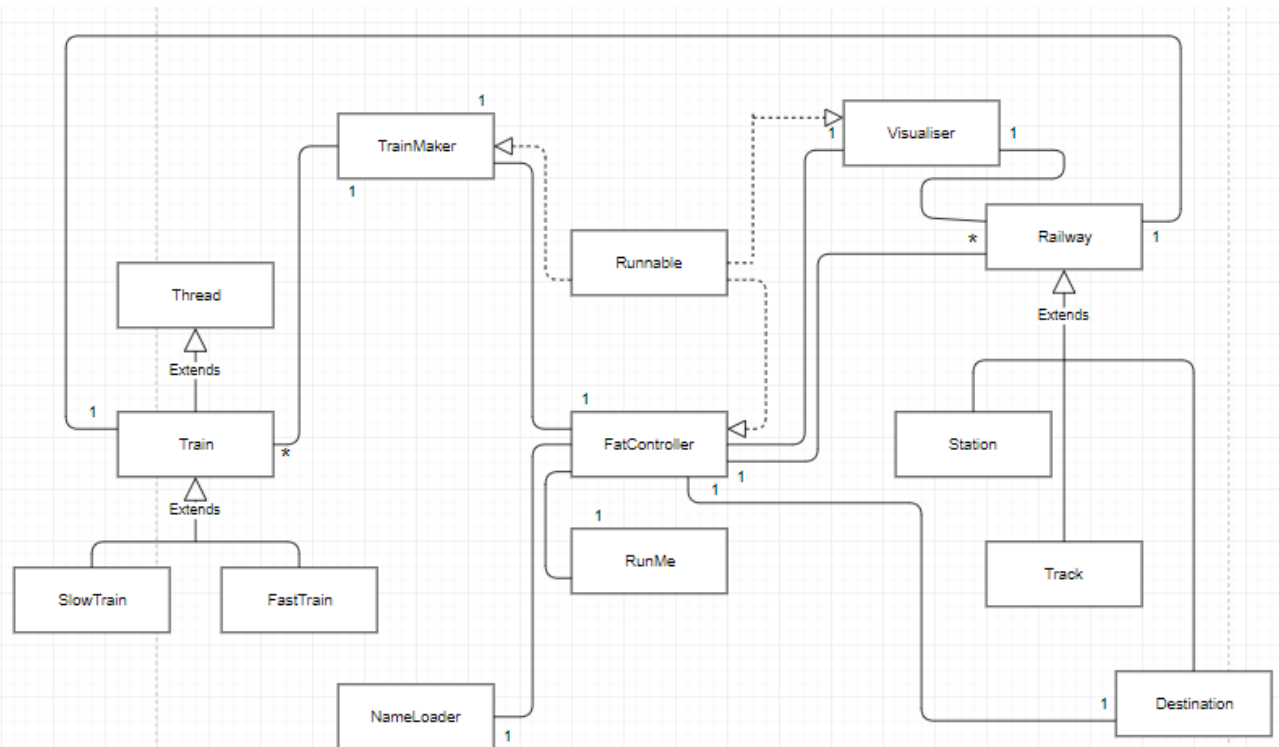 1
TrainMaker
1
Visualiser
1
1
Runnable
Railway
*
1
Thread
Extends
Extends
1
Train
*
1
FatController
1
1
Station
Extends
1
RunMe
Track
SlowTrain
FastTrain
NameLoader
1
1
Destination